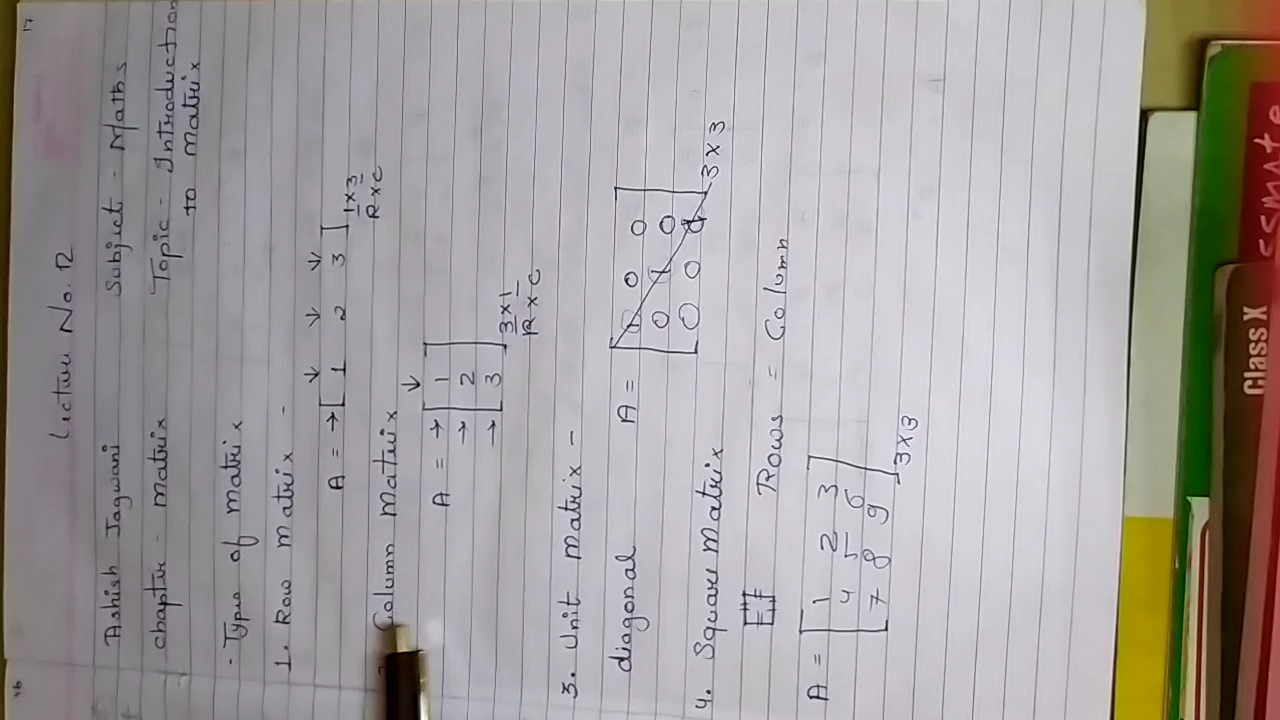 17
16
Lecture No. 12
Ashish Jagwani Subject - Maths
chapter - matrix Topic - Introduction
to matrix
- Types of matrix
1. Row matrix -
A = → [ 1 2 3 ] 1x3
R x C
Column matrix
A = → [ 1 ]
→ [ 2 ]
→ [ 3 ] 3x1
R x C
3. Unit matrix -
diagonal A = 1 0 0
0 1 0
0 0 1 3x3
4. Square matrix
Rows = Column
A = [ 1 2 3
4 5 6
7 8 9 ] 3x3
Class X